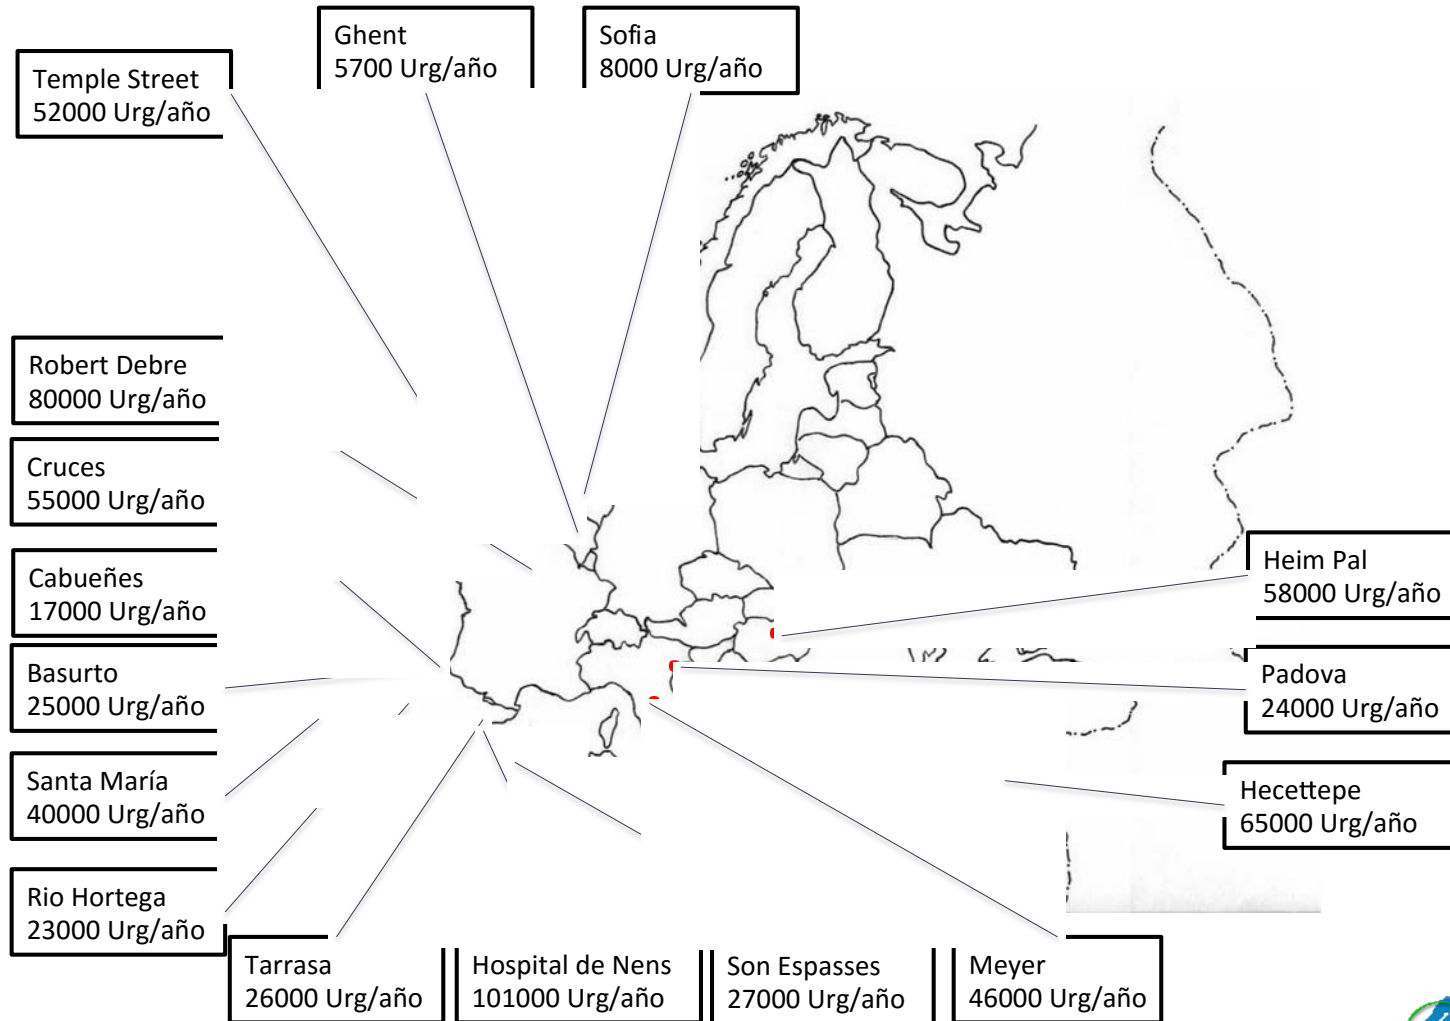 Ghent
5700 Urg/año
Sofia
8000 Urg/año
Temple Street
52000 Urg/año
Robert Debre
80000 Urg/año
Cruces
55000 Urg/año
Cabueñes
17000 Urg/año
Basurto
25000 Urg/año
Santa María
40000 Urg/año
Rio Hortega
23000 Urg/año
Heim Pal
58000 Urg/año
Padova
24000 Urg/año
Hecettepe
65000 Urg/año
Tarrasa
26000 Urg/año
Hospital de Nens
101000 Urg/año
Son Espasses
27000 Urg/año
Meyer
46000 Urg/año